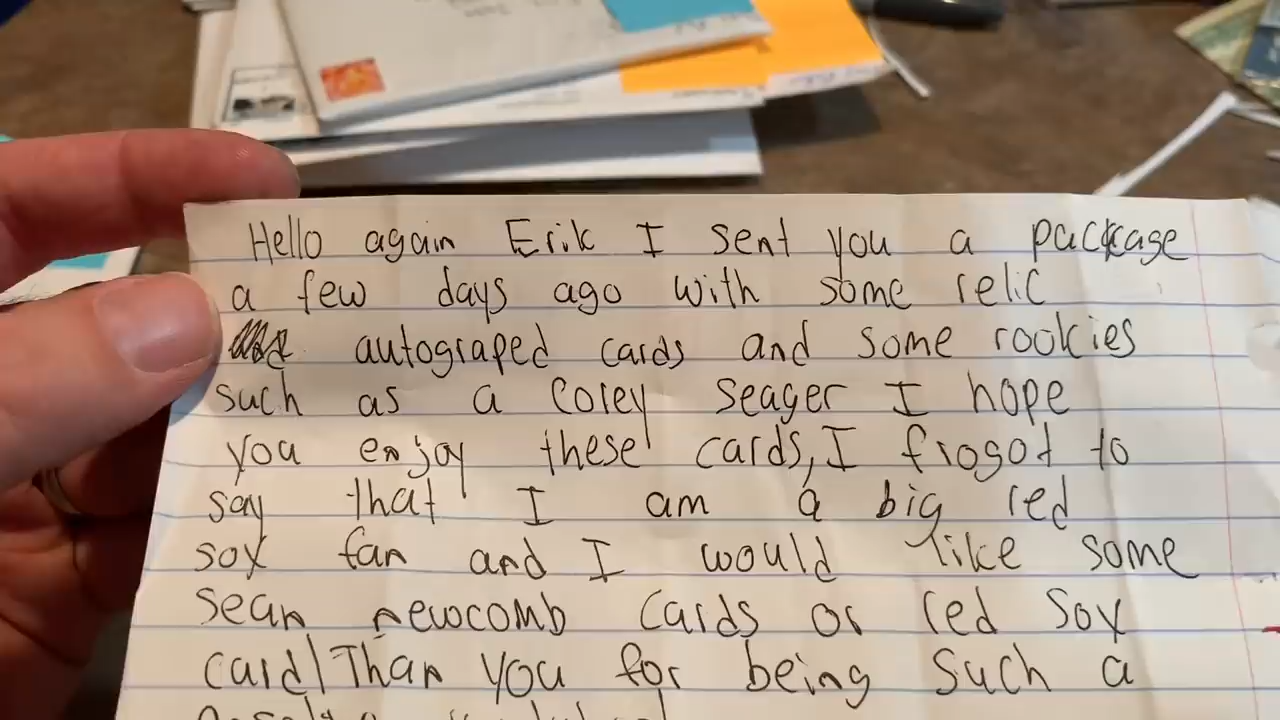 Hello again Erik I sent you a package
a few days ago with some relic
autograped cards and some rookies
such as a Corey Seager I hope
you enjoy these cards, I frogot to
say that I am a big red
sox fan and I would like some
sean newcomb cards or red sox
card/Than you for being such a